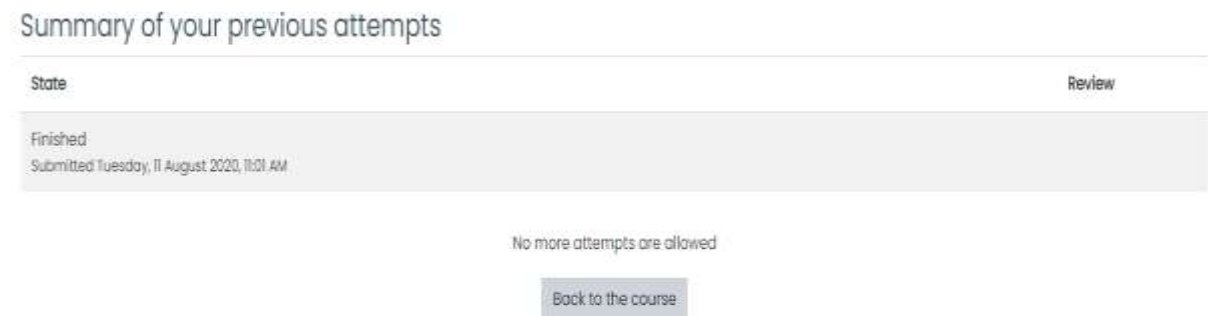 Summary of your previous attempts
State Review
Finished
Submitted Tuesday, 11 August 2020, 11:01 AM
No more attempts are allowed
Back to the course